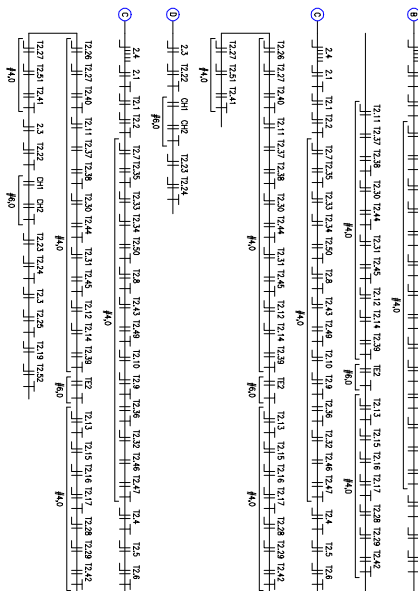 B
#4,0
T2.11 T2.37 T2.38 T2.30 T2.44 T2.31 T2.45 T2.12 T2.14 T2.39 TE2 T2.13 T2.15 T2.16 T2.17 T2.28 T2.29 T2.42
#4,0 #6,0 #4,0
C 2.4 2.1 T2.1 T2.2 T2.7 T2.35 T2.33 T2.34 T2.50 T2.8 T2.43 T2.49 T2.10 T2.9 T2.36 T2.32 T2.46 T2.47 T2.4 T2.5 T2.6
#4,0
T2.26 T2.27 T2.40 T2.11 T2.37 T2.38 T2.30 T2.44 T2.31 T2.45 T2.12 T2.14 T2.39 TE2 T2.13 T2.15 T2.16 T2.17 T2.28 T2.29 T2.42
#4,0 #6,0 #4,0
T2.27 T2.51 T2.41
#4,0
D 2.3 T2.22 CH1 CH2 T2.23 T2.24
#6,0
C 2.4 2.1 T2.1 T2.2 T2.7 T2.35 T2.33 T2.34 T2.50 T2.8 T2.43 T2.49 T2.10 T2.9 T2.36 T2.32 T2.46 T2.47 T2.4 T2.5 T2.6
#4,0
T2.26 T2.27 T2.40 T2.11 T2.37 T2.38 T2.30 T2.44 T2.31 T2.45 T2.12 T2.14 T2.39 TE2 T2.13 T2.15 T2.16 T2.17 T2.28 T2.29 T2.42
#4,0 #6,0 #4,0
T2.27 T2.51 T2.41 2.3 T2.22 CH1 CH2 T2.23 T2.24 T2.3 T2.25 T2.19 T2.52
#4,0 #6,0